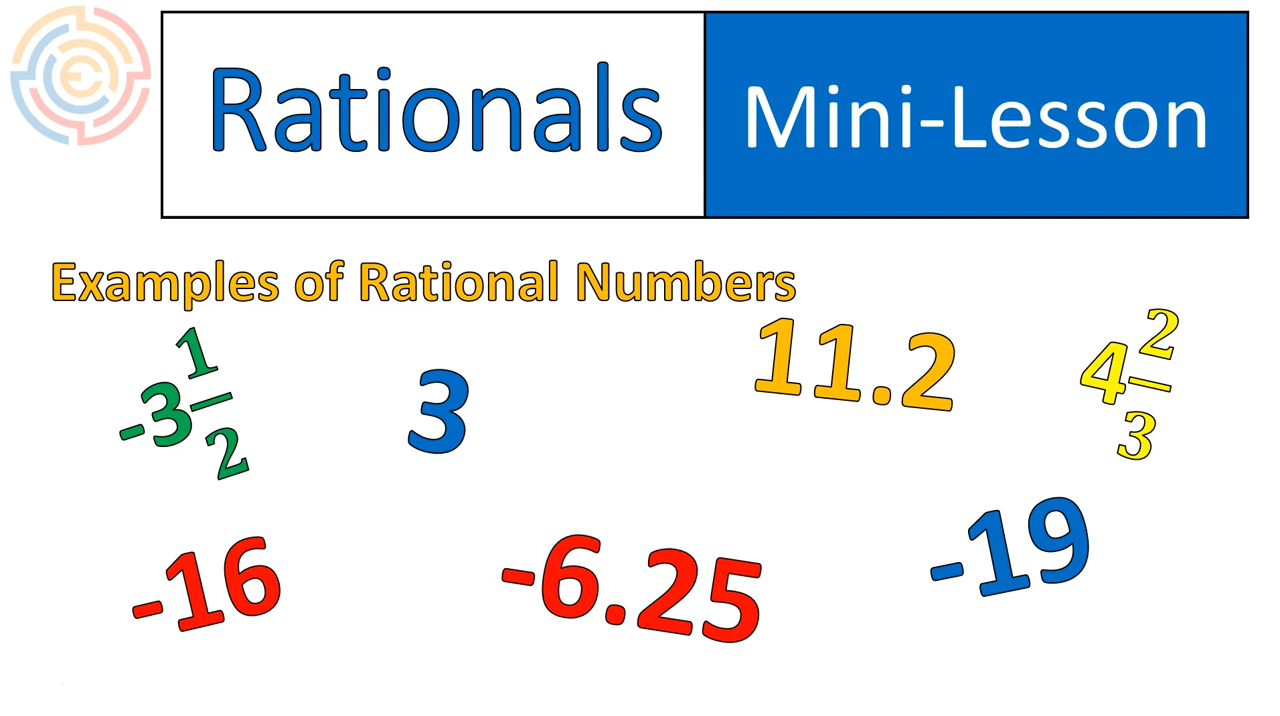 Rationals Mini-Lesson
Examples of Rational Numbers
-3 1/2 3 11.2 4 2/3
-16 -6.25 -19